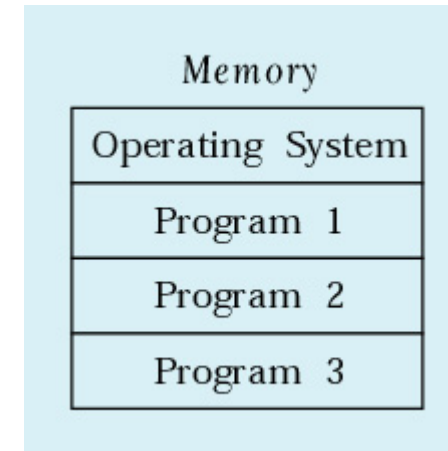 Memory
Operating System
Program 1
Program 2
Program 3